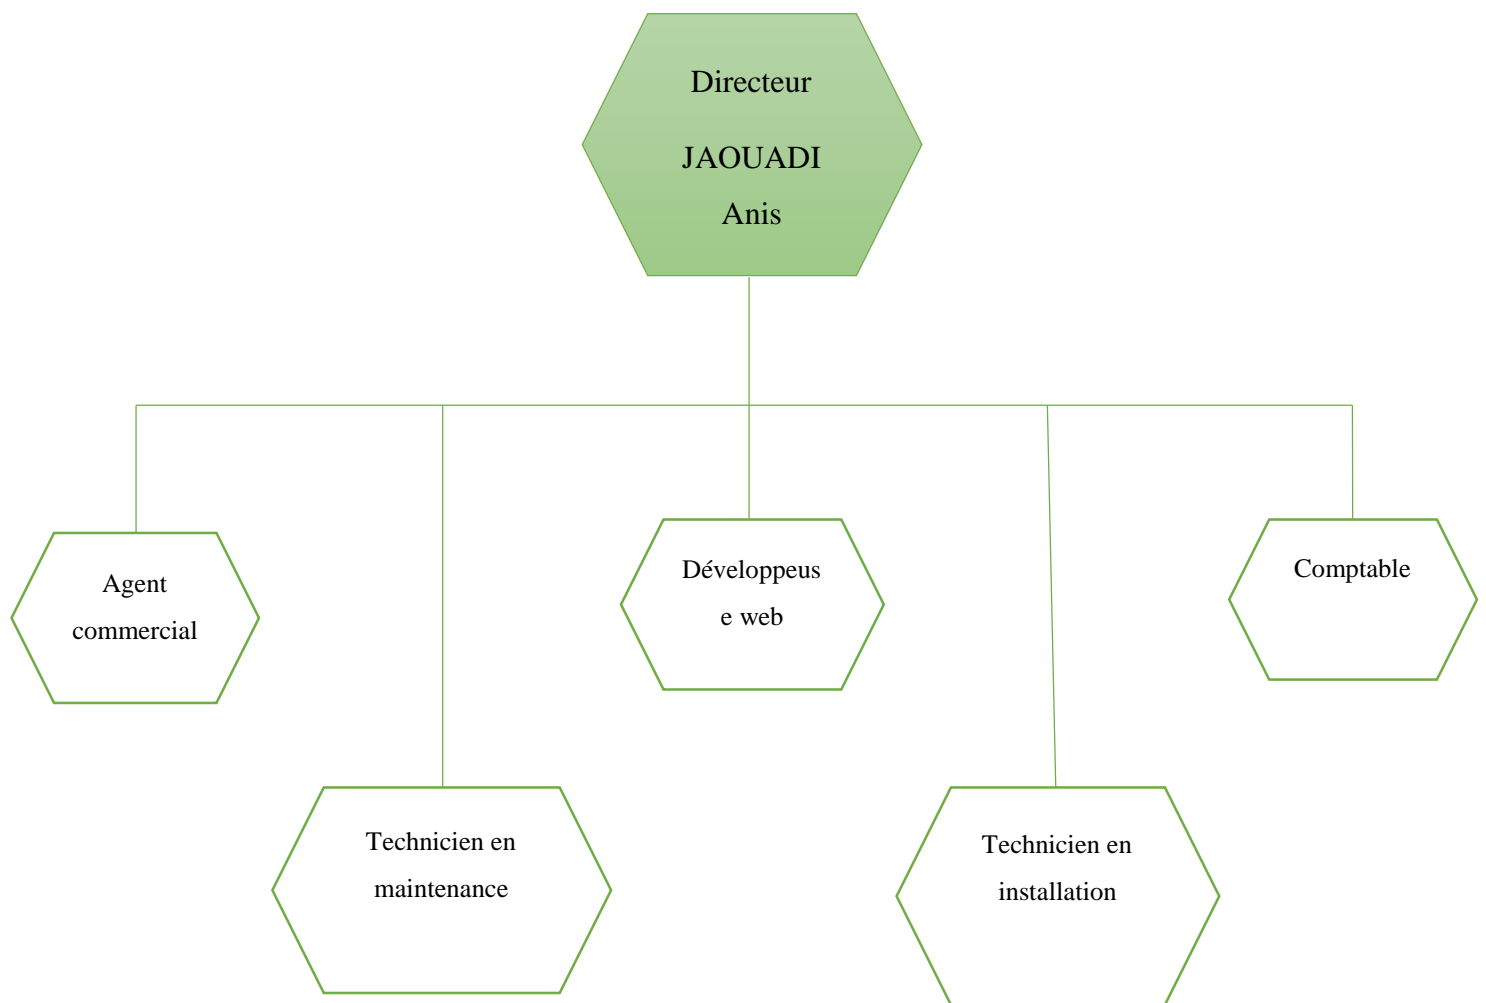 Directeur
JAOUADI
Anis
Agent
commercial
Développeus
e web
Comptable
Technicien en
maintenance
Technicien en
installation